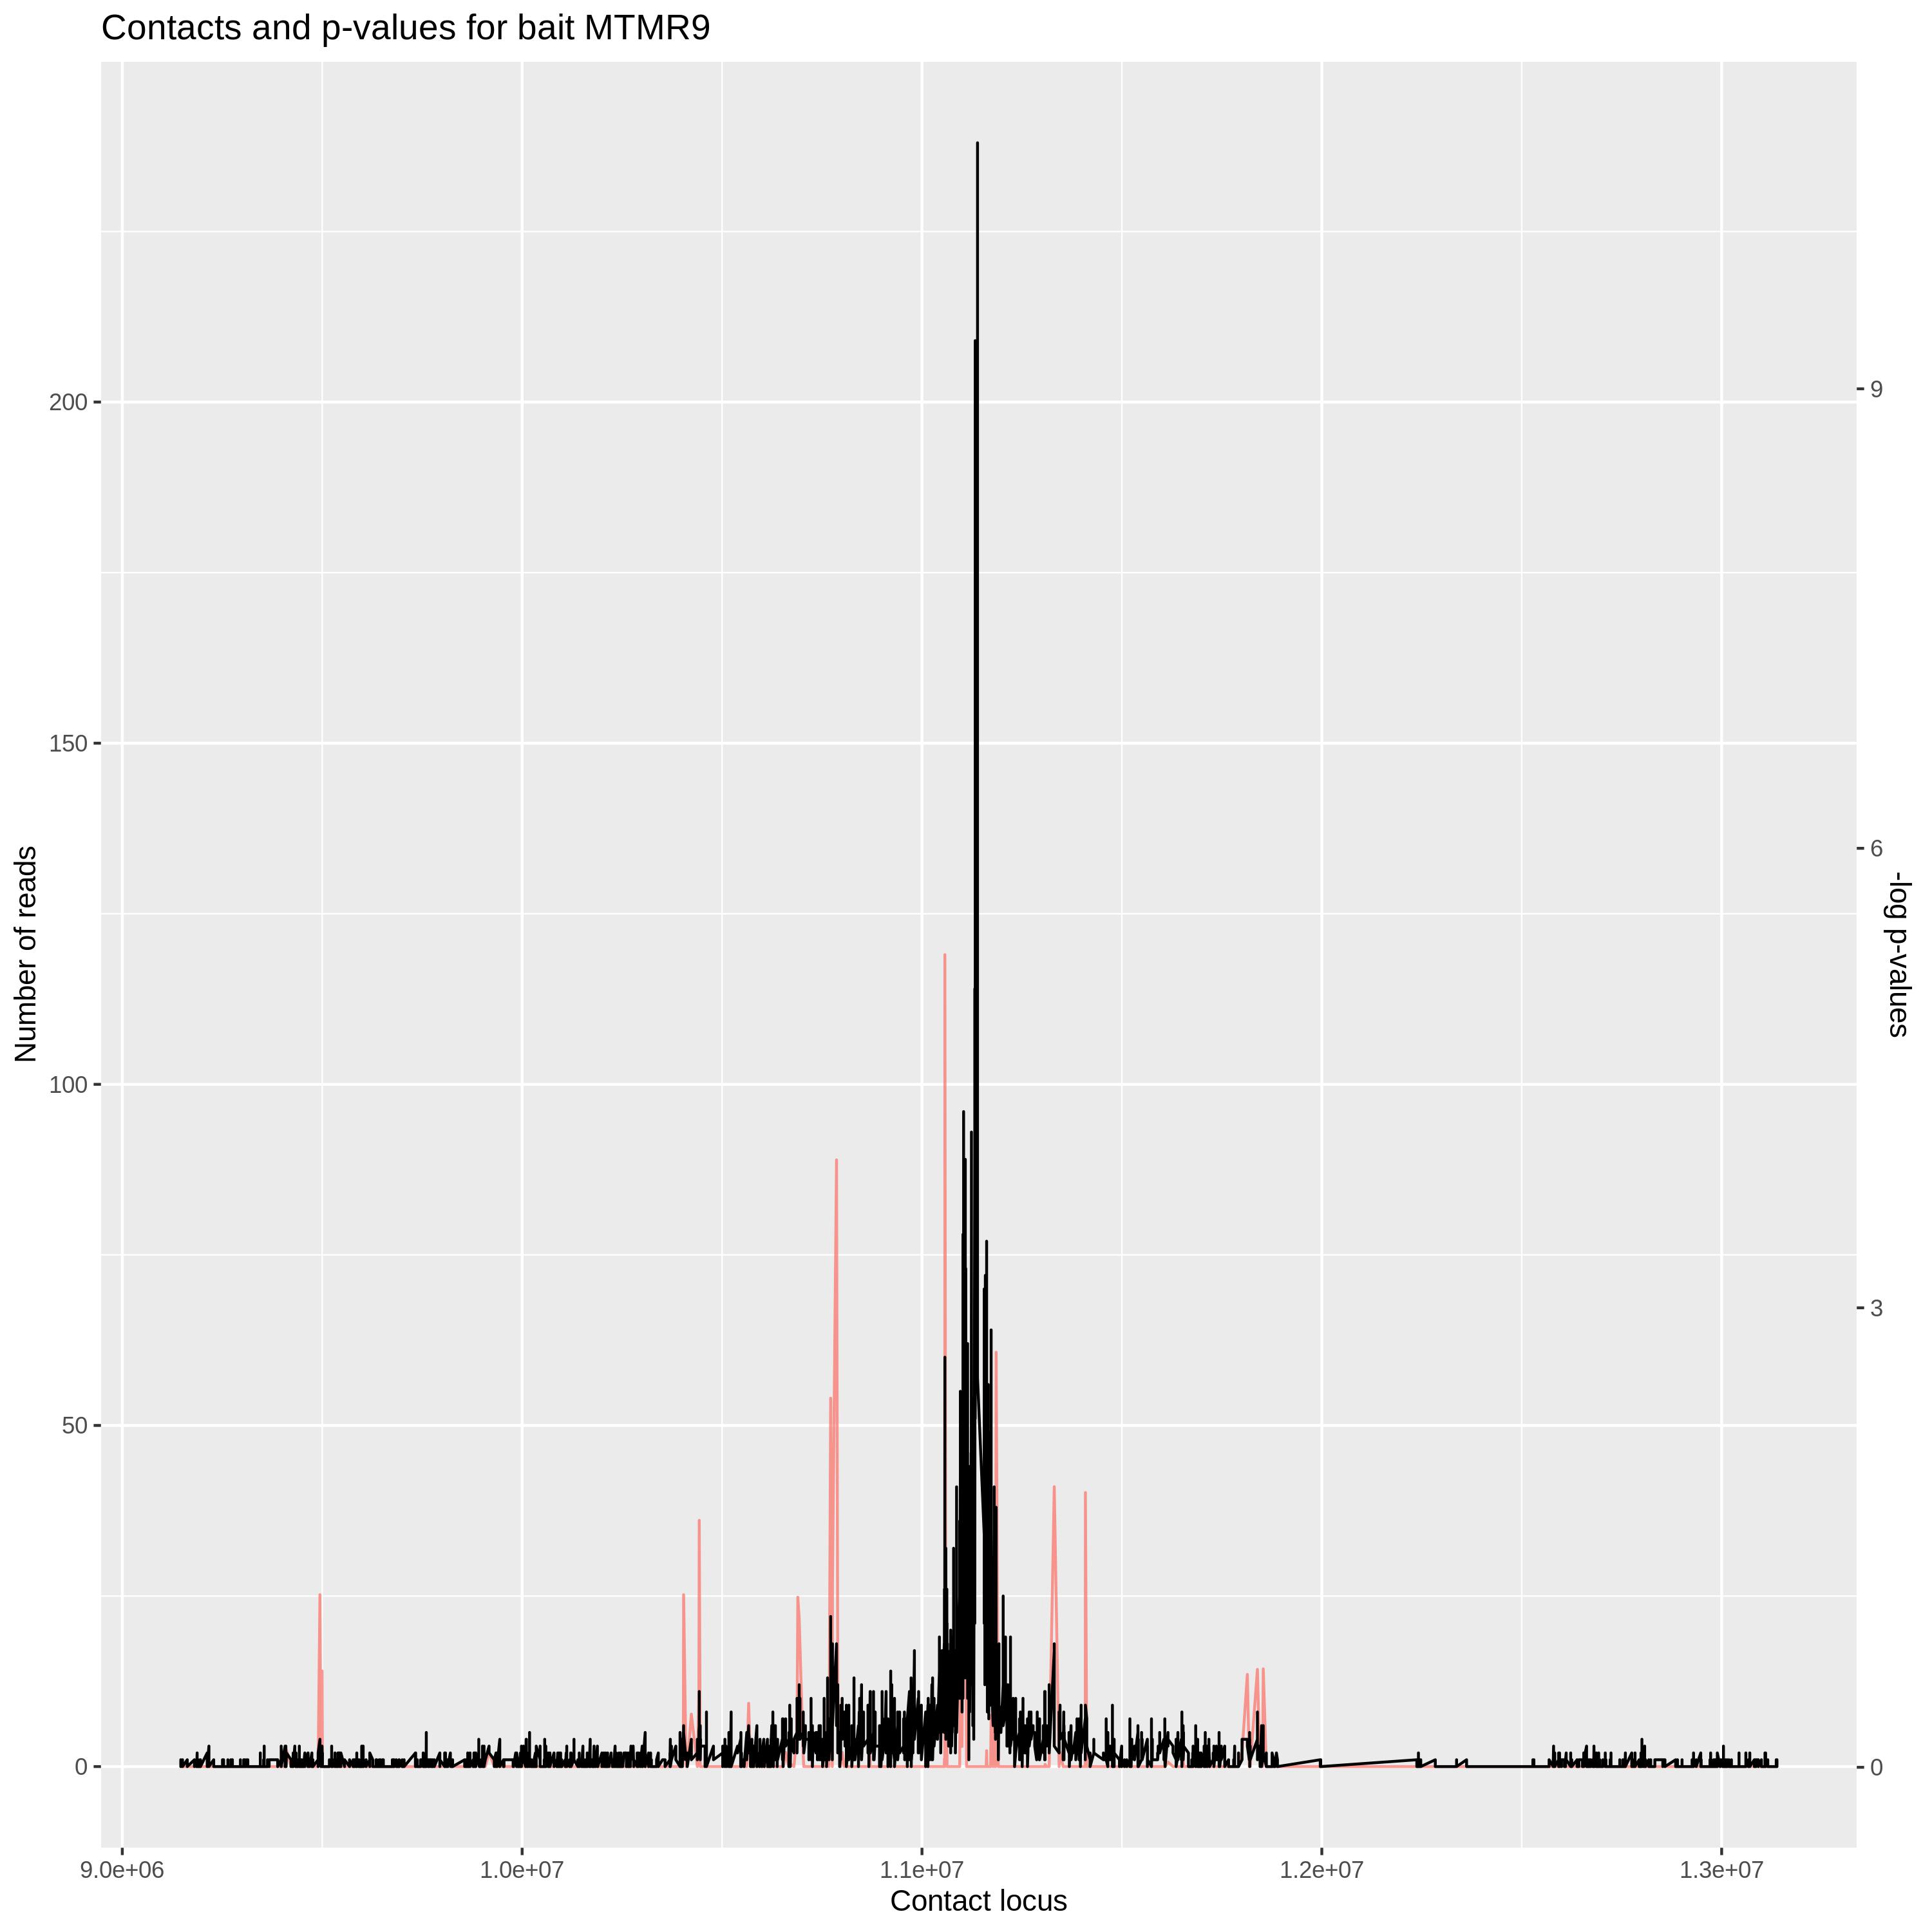 Contacts and p-values for bait MTMR9
Number of reads
200
150
100
50
0
9
6
3
0
-log p-values
9.0e+06
1.0e+07
1.1e+07
1.2e+07
1.3e+07
Contact locus